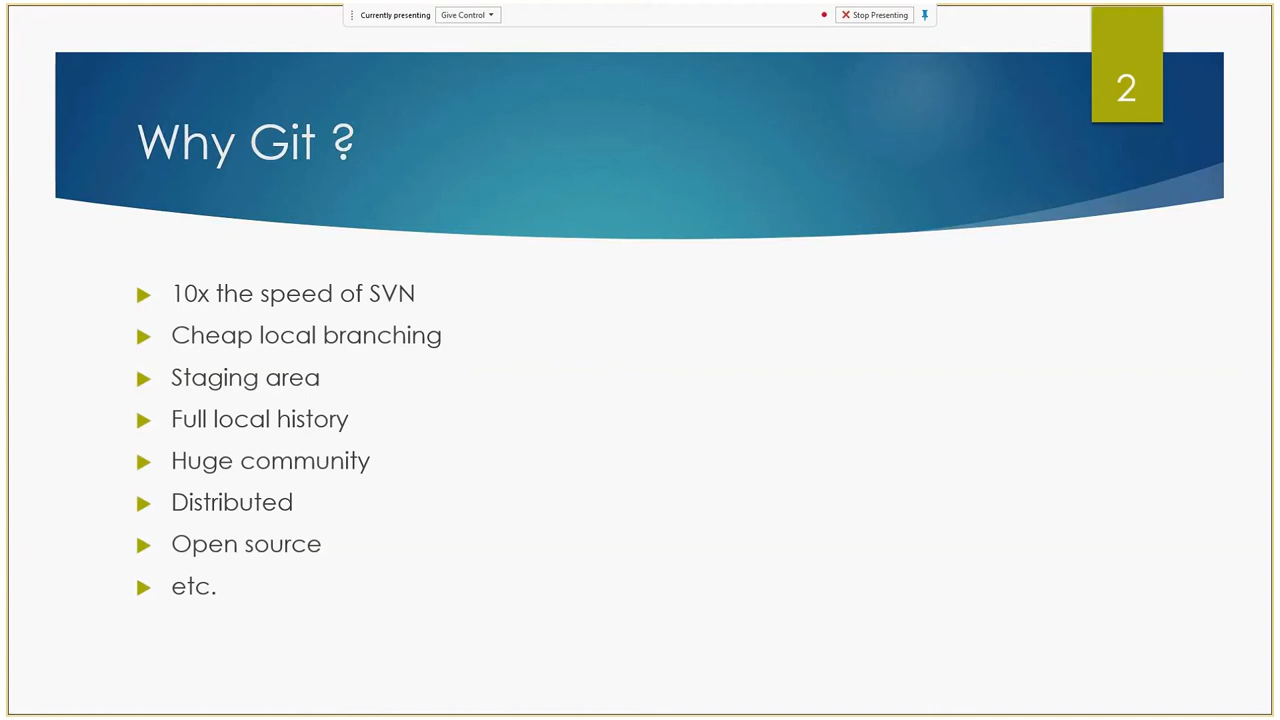 Currently presenting Give Control Stop Presenting
2
Why Git ?
10x the speed of SVN
Cheap local branching
Staging area
Full local history
Huge community
Distributed
Open source
etc.